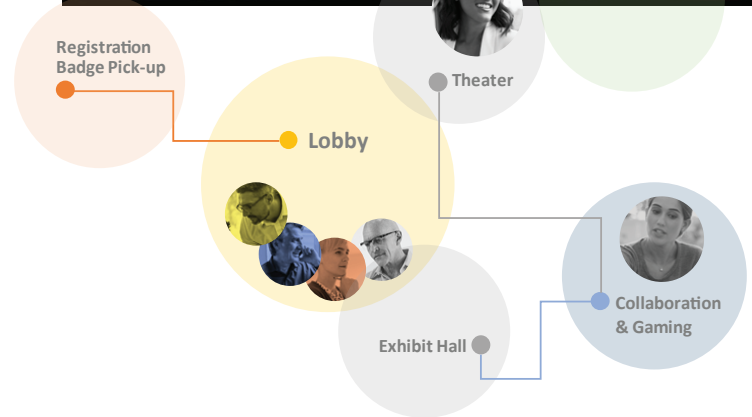 Registration
Badge Pick-up
Theater
Lobby
Collaboration
& Gaming
Exhibit Hall